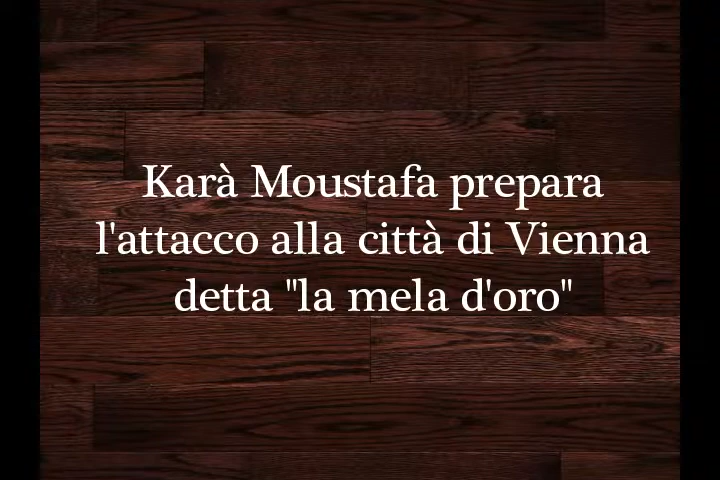 Karà Moustafa prepara
l'attacco alla città di Vienna
detta "la mela d'oro"